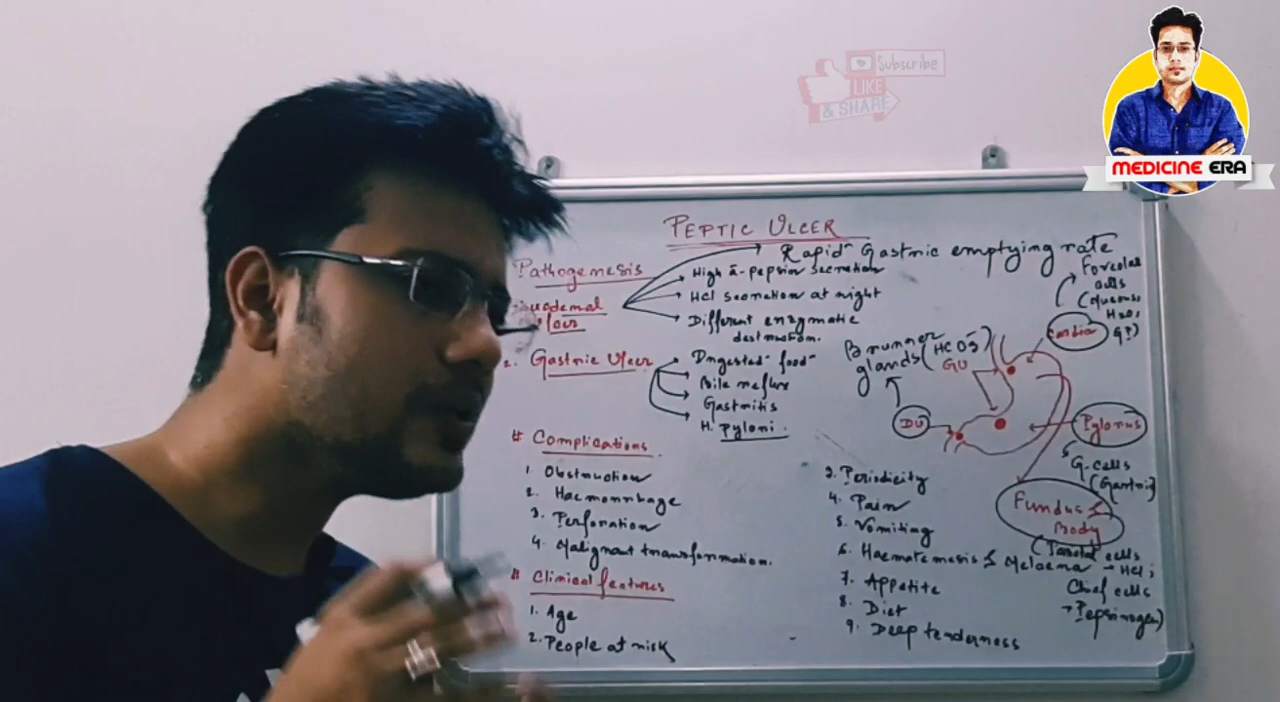 Subscribe
LIKE
& SHARE
MEDICINE ERA
PEPTIC ULCER
Pathogenesis
Rapid Gastric emptying rate
High a-pepsin secretion
HCl secretion at night
Different enzymatic
destruction.
2. Gastric Ulcer
Ingested food
Bile reflux
Gastritis
H. Pylori.
# Complications
1. Obstruction
2. Haemorrhage
3. Perforation
4. Malignant transformation.
# Clinical features
1. Age
2. People at risk
3. Periodicity
4. Pain
5. Vomiting
6. Haematemesis & Melaena
7. Appetite
8. Diet
9. Deep tenderness
Foveolar
cells
(Mucous,
H2O,
Cardia
Brunner
glands (HCO3)
GU
DU
Pylorus
G-cells
(Gastrin)
Fundus &
Body
(Parietal cells
→ HCl;
Chief cells
→ Pepsinogen)